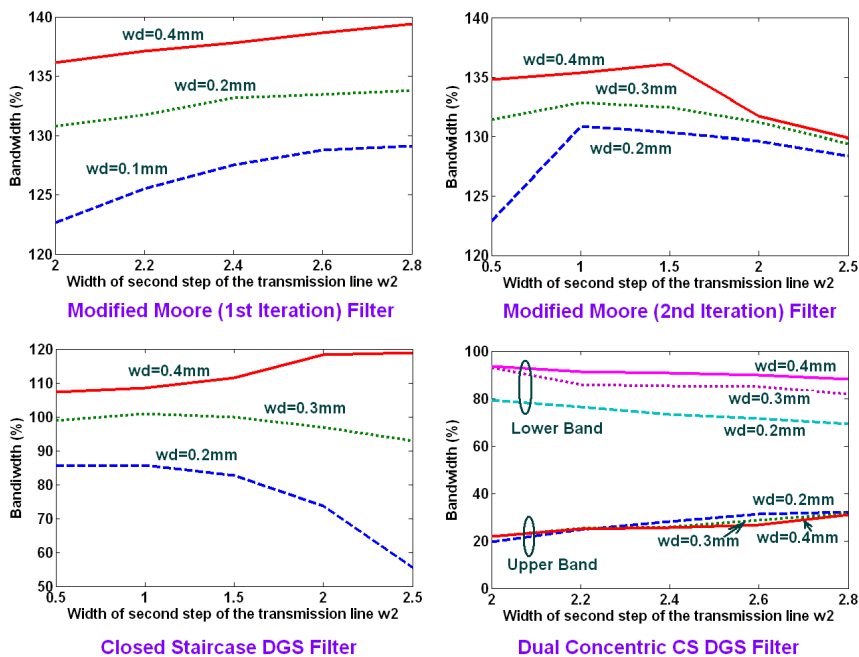 140
135
130
125
120
Bandwidth (%)
wd=0.4mm
wd=0.2mm
wd=0.1mm
2
2.2
2.4
2.6
2.8
Width of second step of the transmission line w2
Modified Moore (1st Iteration) Filter
140
135
130
125
120
Bandwidth (%)
wd=0.4mm
wd=0.3mm
wd=0.2mm
0.5
1
1.5
2
2.5
Width of second step of the transmission line w2
Modified Moore (2nd Iteration) Filter
120
110
100
90
80
70
60
50
Bandiwdth (%)
wd=0.4mm
wd=0.3mm
wd=0.2mm
0.5
1
1.5
2
2.5
Width of second step of the transmission line w2
Closed Staircase DGS Filter
100
80
60
40
20
0
Bandwidth (%)
wd=0.4mm
wd=0.3mm
Lower Band
wd=0.2mm
wd=0.2mm
wd=0.3mm
wd=0.4mm
Upper Band
2
2.2
2.4
2.6
2.8
Width of second step of the transmission line w2
Dual Concentric CS DGS Filter